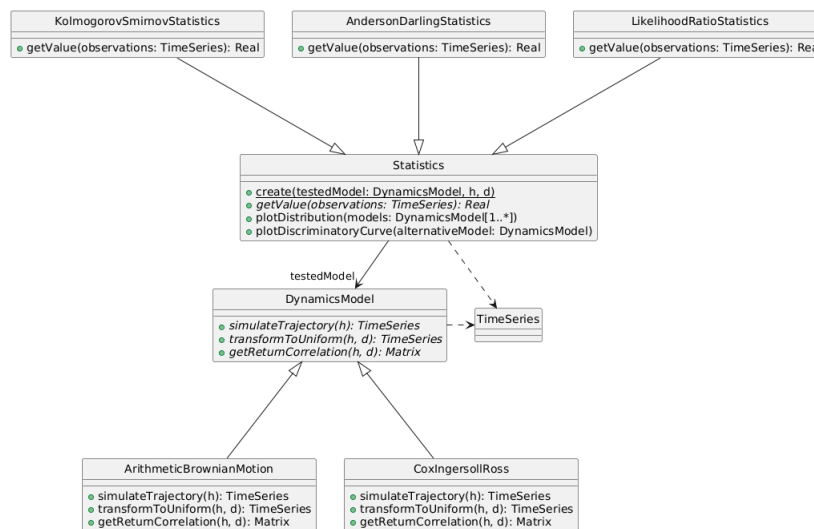 KolmogorovSmirnovStatistics
getValue(observations: TimeSeries): Real
AndersonDarlingStatistics
getValue(observations: TimeSeries): Real
LikelihoodRatioStatistics
getValue(observations: TimeSeries): Rea
Statistics
create(testedModel: DynamicsModel, h, d)
getValue(observations: TimeSeries): Real
plotDistribution(models: DynamicsModel[1..*])
plotDiscriminatoryCurve(alternativeModel: DynamicsModel)
testedModel
DynamicsModel
simulateTrajectory(h): TimeSeries
transformToUniform(h, d): TimeSeries
getReturnCorrelation(h, d): Matrix
TimeSeries
ArithmeticBrownianMotion
simulateTrajectory(h): TimeSeries
transformToUniform(h, d): TimeSeries
getReturnCorrelation(h, d): Matrix
CoxIngersollRoss
simulateTrajectory(h): TimeSeries
transformToUniform(h, d): TimeSeries
getReturnCorrelation(h, d): Matrix